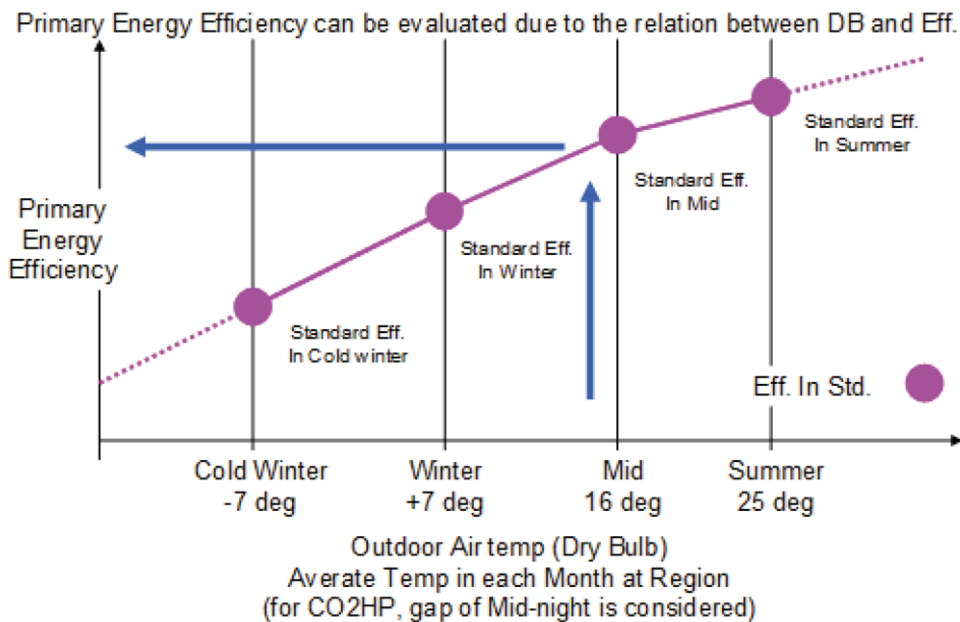 Primary Energy Efficiency can be evaluated due to the relation between DB and Eff.
Standard Eff.
In Summer
Standard Eff.
In Mid
Primary
Energy
Efficiency
Standard Eff.
In Winter
Standard Eff.
In Cold winter
Eff. In Std.
Cold Winter
-7 deg
Winter
+7 deg
Mid
16 deg
Summer
25 deg
Outdoor Air temp (Dry Bulb)
Averate Temp in each Month at Region
(for CO2HP, gap of Mid-night is considered)